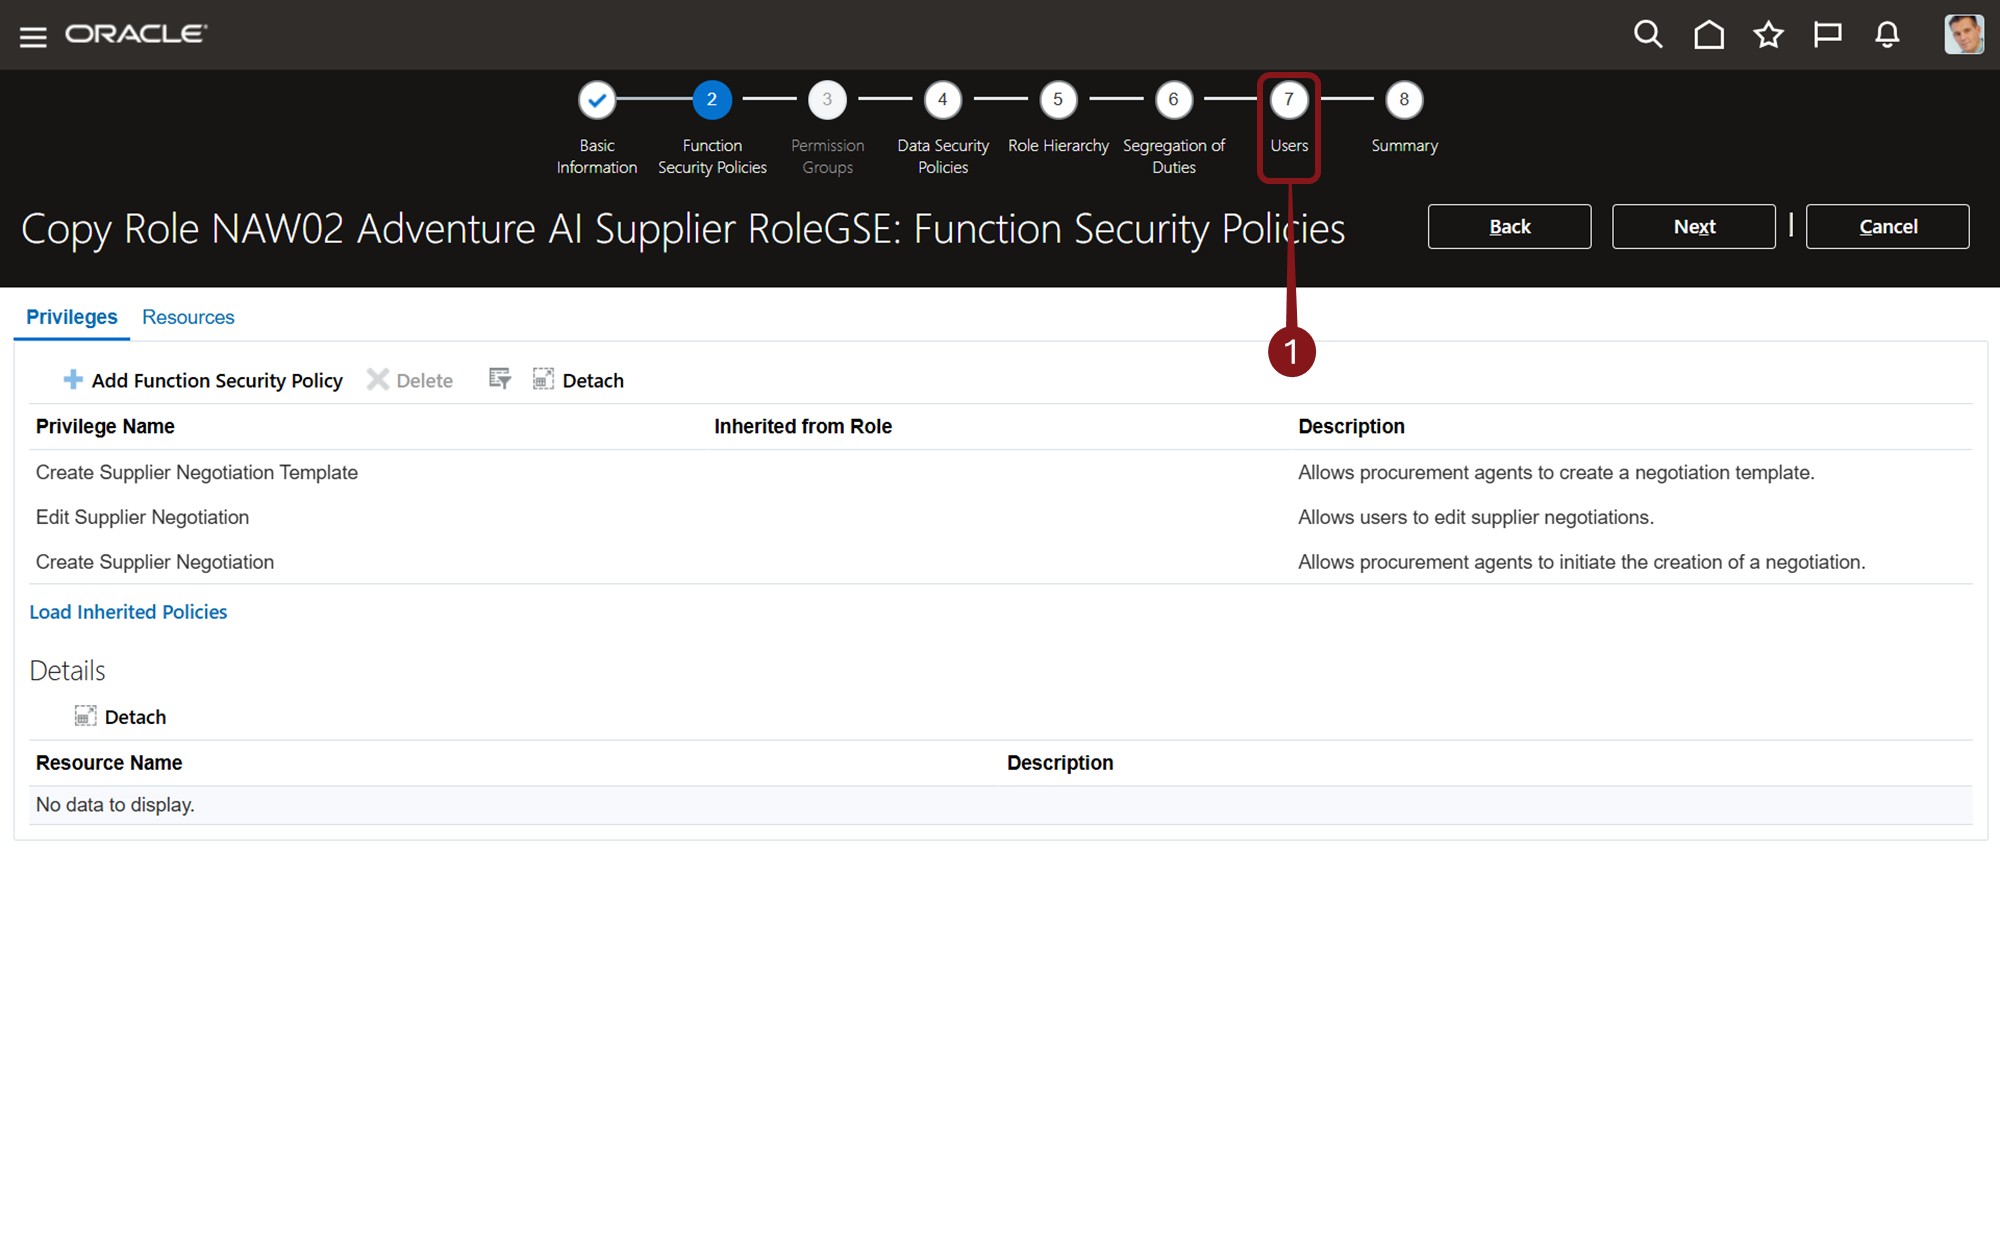 ORACLE
2 3 4 5 6 7 8
Basic Information
Function Security Policies
Permission Groups
Data Security Policies
Role Hierarchy
Segregation of Duties
Users
Summary
Copy Role NAW02 Adventure AI Supplier RoleGSE: Function Security Policies
Back Next Cancel
1
Privileges Resources
Add Function Security Policy Delete Detach
Privilege Name Inherited from Role Description
Create Supplier Negotiation Template Allows procurement agents to create a negotiation template.
Edit Supplier Negotiation Allows users to edit supplier negotiations.
Create Supplier Negotiation Allows procurement agents to initiate the creation of a negotiation.
Load Inherited Policies
Details
Detach
Resource Name Description
No data to display.